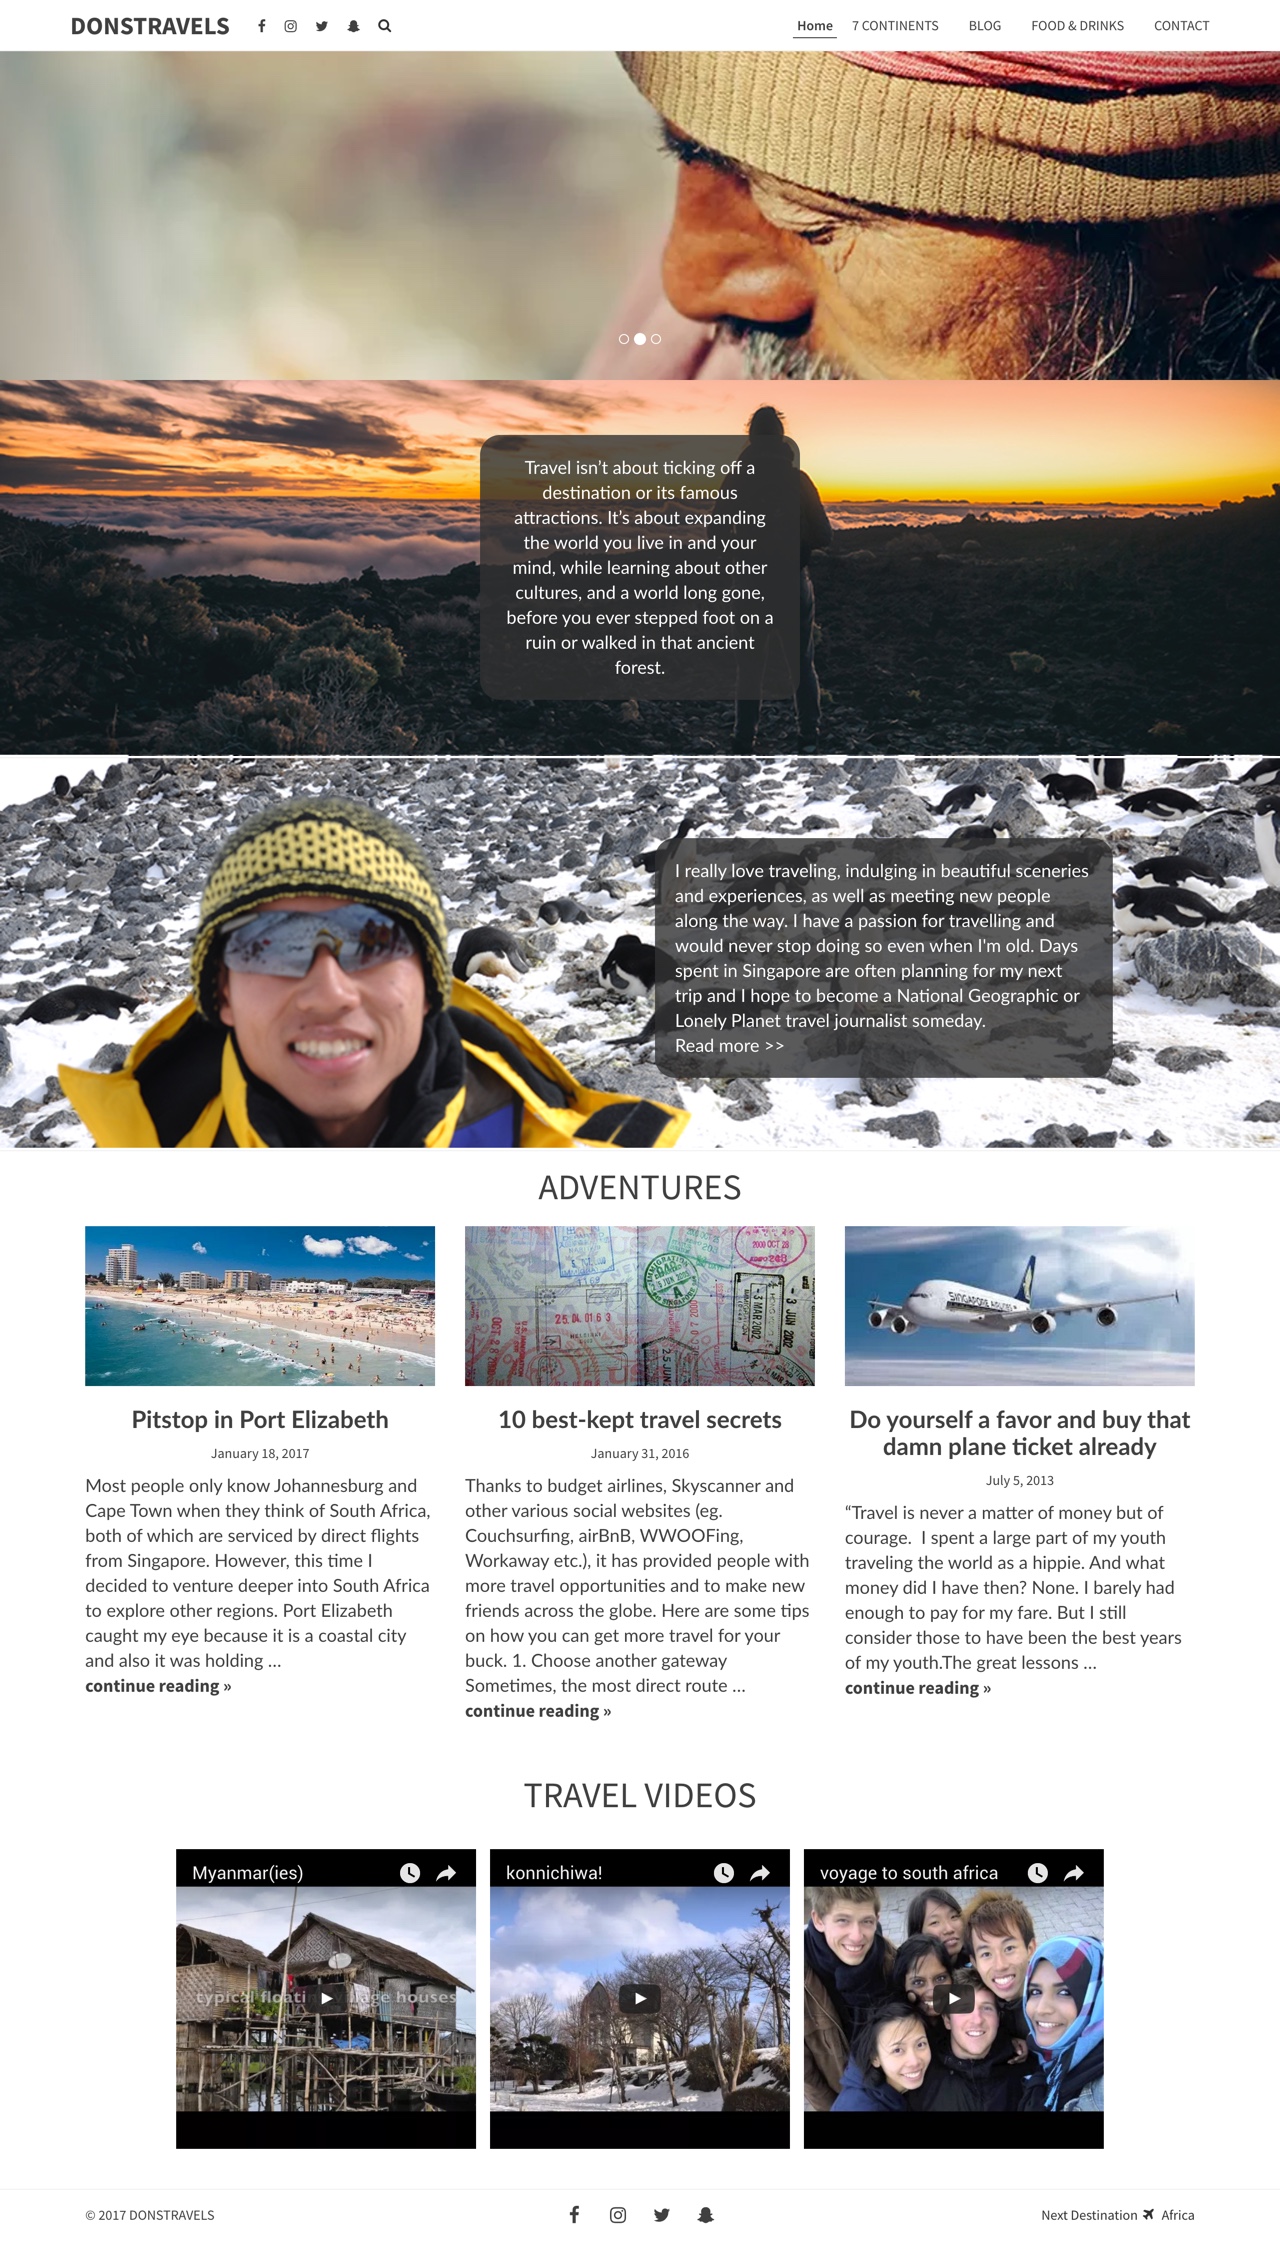 DONSTRAVELS
Home 7 CONTINENTS BLOG FOOD & DRINKS CONTACT
Travel isn’t about ticking off a
destination or its famous
attractions. It’s about expanding
the world you live in and your
mind, while learning about other
cultures, and a world long gone,
before you ever stepped foot on a
ruin or walked in that ancient
forest.
I really love traveling, indulging in beautiful sceneries
and experiences, as well as meeting new people
along the way. I have a passion for travelling and
would never stop doing so even when I'm old. Days
spent in Singapore are often planning for my next
trip and I hope to become a National Geographic or
Lonely Planet travel journalist someday.
Read more >>
ADVENTURES
25.04.01 6 3
SINGAPORE
3 JUN 2002
-3 MAR 2002
SINGAPORE AIRLINES
Pitstop in Port Elizabeth
January 18, 2017
Most people only know Johannesburg and
Cape Town when they think of South Africa,
both of which are serviced by direct flights
from Singapore. However, this time I
decided to venture deeper into South Africa
to explore other regions. Port Elizabeth
caught my eye because it is a coastal city
and also it was holding ...
continue reading »
10 best-kept travel secrets
January 31, 2016
Thanks to budget airlines, Skyscanner and
other various social websites (eg.
Couchsurfing, airBnB, WWOOFing,
Workaway etc.), it has provided people with
more travel opportunities and to make new
friends across the globe. Here are some tips
on how you can get more travel for your
buck. 1. Choose another gateway
Sometimes, the most direct route ...
continue reading »
Do yourself a favor and buy that
damn plane ticket already
July 5, 2013
“Travel is never a matter of money but of
courage.  I spent a large part of my youth
traveling the world as a hippie. And what
money did I have then? None. I barely had
enough to pay for my fare. But I still
consider those to have been the best years
of my youth.The great lessons ...
continue reading »
TRAVEL VIDEOS
Myanmar(ies)
konnichiwa!
voyage to south africa
typical houses
© 2017 DONSTRAVELS
Next Destination Africa